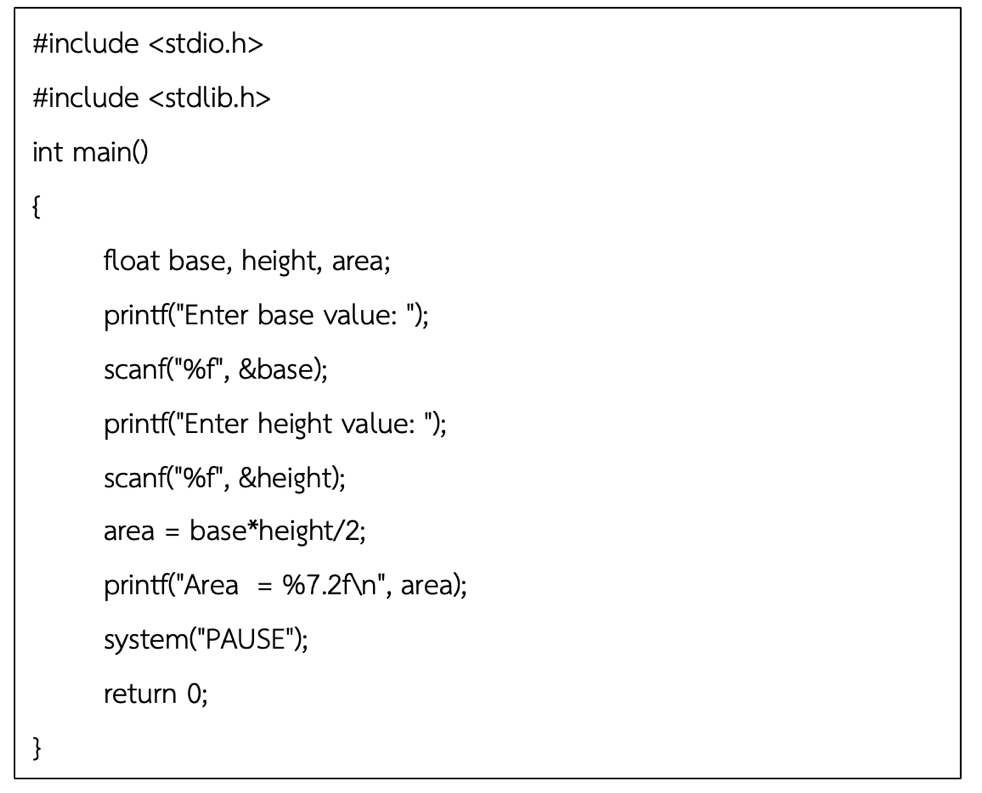 #include <stdio.h>
#include <stdlib.h>
int main()
{
float base, height, area;
printf("Enter base value: ");
scanf("%f", &base);
printf("Enter height value: ");
scanf("%f", &height);
area = base*height/2;
printf("Area  = %7.2f\n", area);
system("PAUSE");
return 0;
}